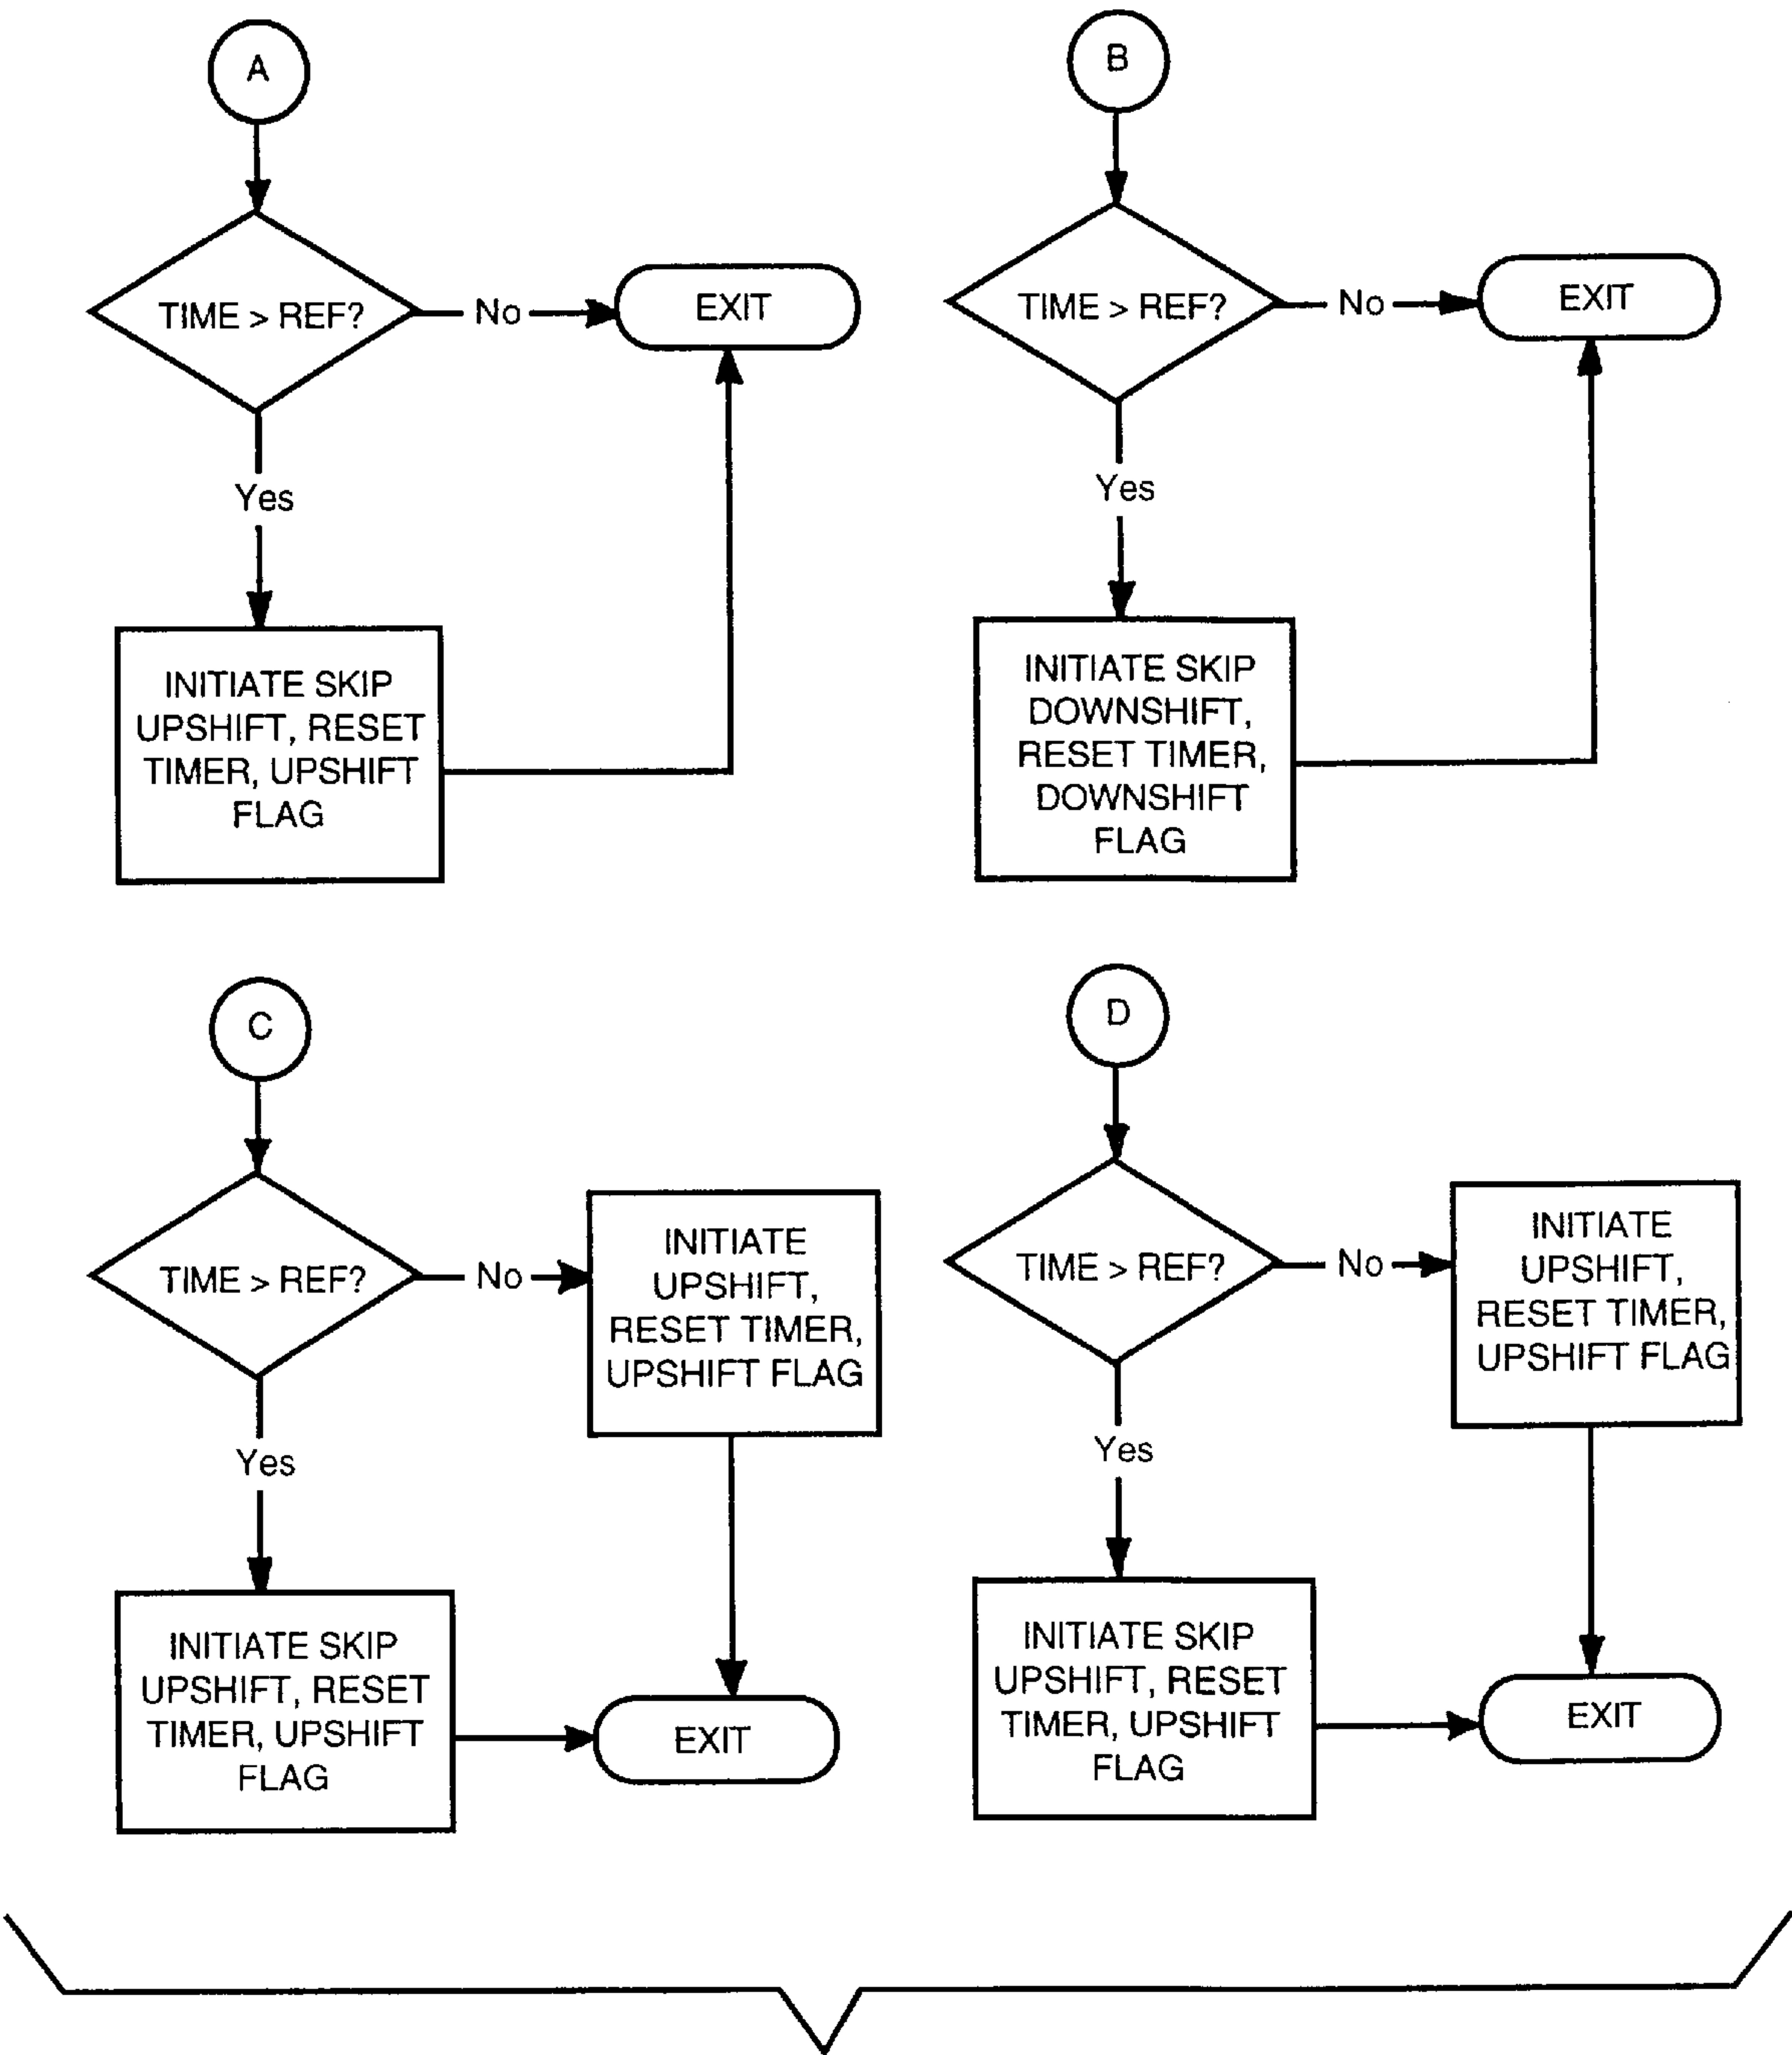 A
TIME > REF?
No
EXIT
Yes
INITIATE SKIP
UPSHIFT, RESET
TIMER, UPSHIFT
FLAG
B
TIME > REF?
No
EXIT
Yes
INITIATE SKIP
DOWNSHIFT,
RESET TIMER,
DOWNSHIFT
FLAG
C
TIME > REF?
No
INITIATE
UPSHIFT,
RESET TIMER,
UPSHIFT FLAG
Yes
INITIATE SKIP
UPSHIFT, RESET
TIMER, UPSHIFT
FLAG
EXIT
D
TIME > REF?
No
INITIATE
UPSHIFT,
RESET TIMER,
UPSHIFT FLAG
Yes
INITIATE SKIP
UPSHIFT, RESET
TIMER, UPSHIFT
FLAG
EXIT